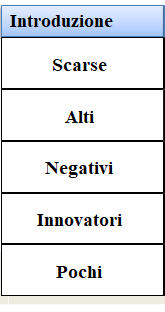 Introduzione
Scarse
Alti
Negativi
Innovatori
Pochi